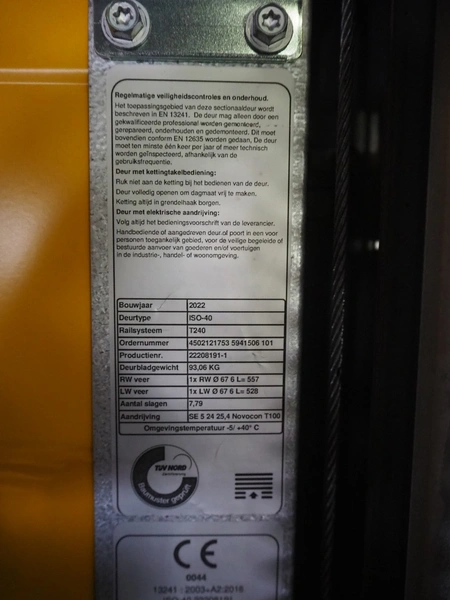 Regelmatige veiligheidscontroles en onderhoud.
Het toepassingsgebied van deze sectionaaldeur wordt
beschreven in EN 13241. De deur mag alleen door een
gekwalificeerde professional worden gemonteerd,
gerepareerd, onderhouden en gedemonteerd. Dit moet
bovendien conform EN 12635 worden gedaan. De deur
moet ten minste één keer per jaar of meer technisch
worden geïnspecteerd, afhankelijk van de
gebruiksfrequentie.
Deur met kettingtakelbediening:
Ruk niet aan de ketting bij het bedienen van de deur.
Deur volledig openen om dagmaat vrij te maken.
Ketting altijd in grendelhaak borgen.
Deur met elektrische aandrijving:
Volg altijd het bedieningsvoorschrift van de leverancier.
Handbediende of aangedreven deur of poort in een voor
personen toegankelijk gebied, voor de veilige begeleide of
bestuurde aanvoer van goederen en/of voertuigen
in de industrie-, handel- of woonomgeving.
Bouwjaar 2022
Deurtype ISO-40
Railsysteem T240
Ordernummer 4502121753 5941506 101
Productienr. 22208191-1
Deurbladgewicht 93,06 KG
RW veer 1x RW Ø 67 6 L= 557
LW veer 1x LW Ø 67 6 L= 528
Aantal slagen 7,79
Aandrijving SE 5 24 25,4 Novocon T100
Omgevingstemperatuur -5/ +40° C
TÜV NORD
Baumuster geprüft
CE
0044
13241 : 2003+A2:2016